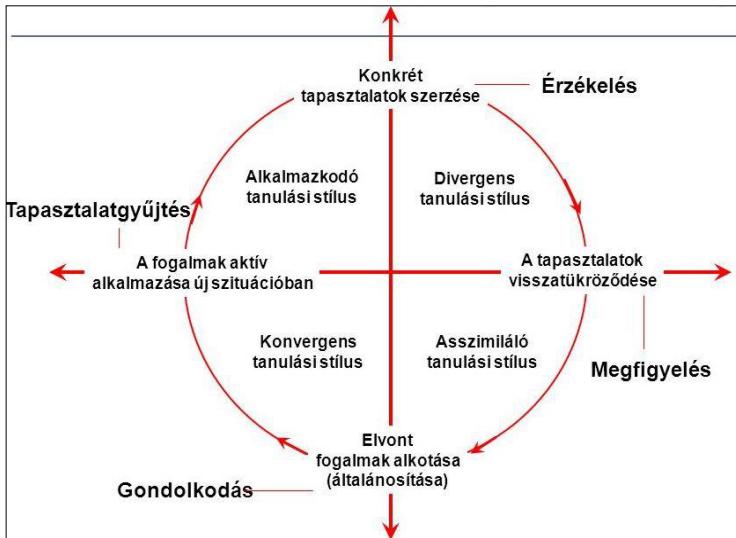 Konkrét
tapasztalatok szerzése
Érzékelés
Alkalmazkodó
tanulási stílus
Divergens
tanulási stílus
Tapasztalatgyűjtés
A fogalmak aktív
alkalmazása új szituációban
A tapasztalatok
visszatükröződése
Konvergens
tanulási stílus
Asszimiláló
tanulási stílus
Megfigyelés
Elvont
fogalmak alkotása
(általánosítása)
Gondolkodás